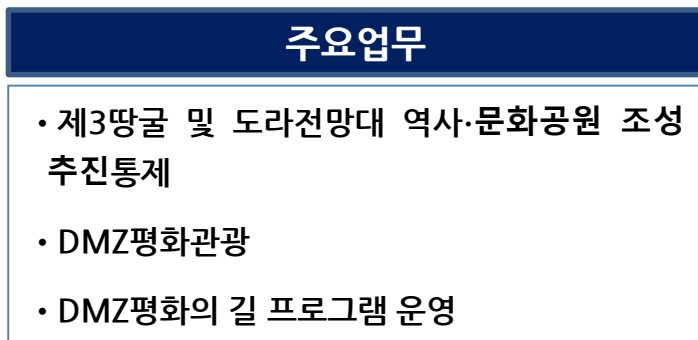 주요업무
• 제3땅굴 및 도라전망대 역사·문화공원 조성
추진통제
• DMZ평화관광
• DMZ평화의 길 프로그램 운영